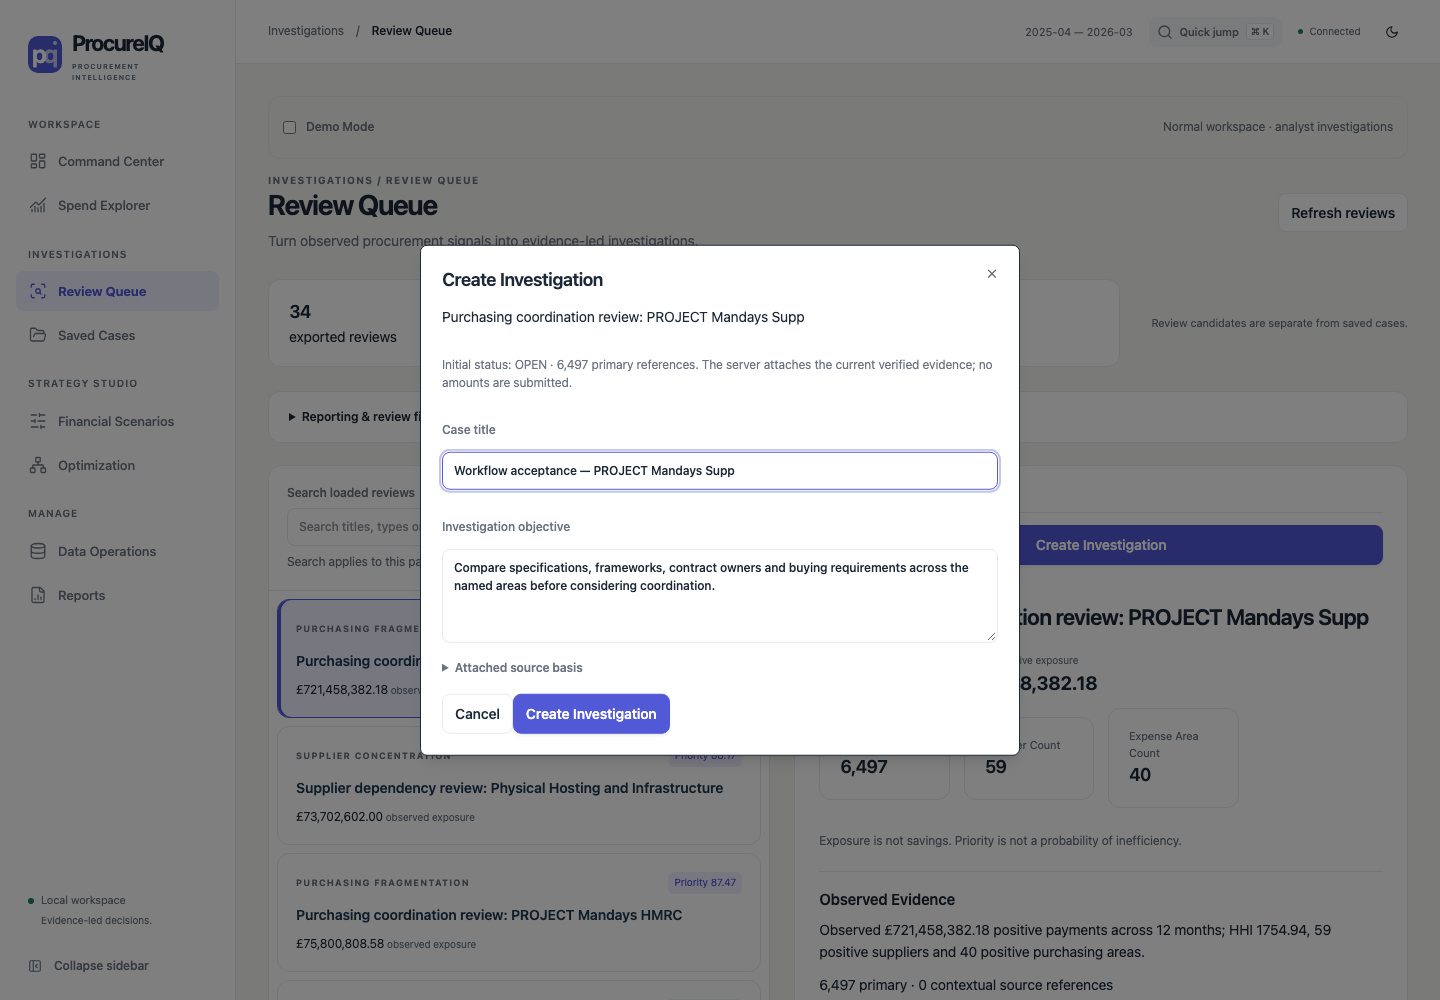 pq
ProcureIQ
PROCUREMENT
INTELLIGENCE
WORKSPACE
Command Center
Spend Explorer
INVESTIGATIONS
Review Queue
Saved Cases
STRATEGY STUDIO
Financial Scenarios
Optimization
MANAGE
Data Operations
Reports
Local workspace
Evidence-led decisions.
Collapse sidebar
Investigations / Review Queue
2025-04 — 2026-03
Quick jump ⌘ K
Connected
Demo Mode
Normal workspace · analyst investigations
INVESTIGATIONS / REVIEW QUEUE
Review Queue
Turn observed procurement signals into evidence-led investigations.
Refresh reviews
34
exported reviews
Review candidates are separate from saved cases.
Reporting & review fi
Search loaded reviews
Search titles, types o
Search applies to this pa
PURCHASING FRAGME
Purchasing coordin
£721,458,382.18 observ
SUPPLIER CONCENTRATION
Supplier dependency review: Physical Hosting and Infrastructure
£73,702,602.00 observed exposure
PURCHASING FRAGMENTATION
Priority 87.47
Purchasing coordination review: PROJECT Mandays HMRC
£75,800,808.58 observed exposure
Create Investigation
Purchasing coordination review: PROJECT Mandays Supp
Initial status: OPEN · 6,497 primary references. The server attaches the current verified evidence; no
amounts are submitted.
Case title
Workflow acceptance — PROJECT Mandays Supp
Investigation objective
Compare specifications, frameworks, contract owners and buying requirements across the
named areas before considering coordination.
Attached source basis
Cancel
Create Investigation
Create Investigation
tion review: PROJECT Mandays Supp
ive exposure
8,382.18
6,497
er Count
59
Expense Area
Count
40
Exposure is not savings. Priority is not a probability of inefficiency.
Observed Evidence
Observed £721,458,382.18 positive payments across 12 months; HHI 1754.94, 59
positive suppliers and 40 positive purchasing areas.
6,497 primary · 0 contextual source references